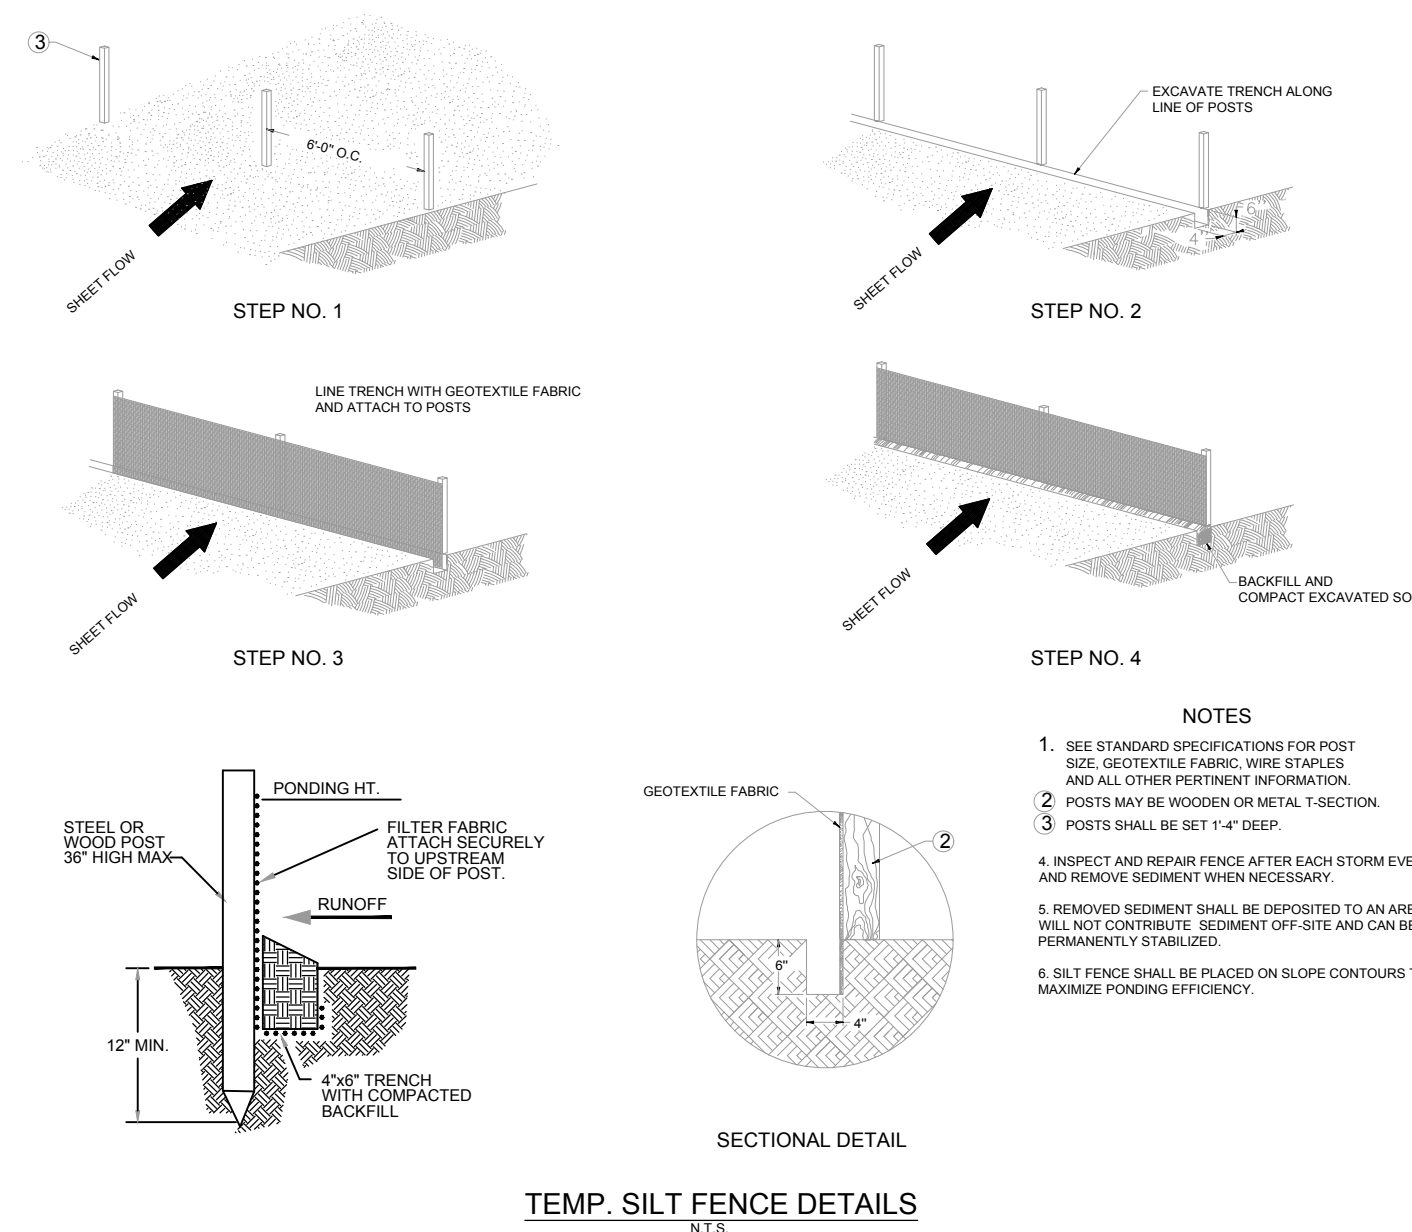 3
6'-0" O.C.
SHEET FLOW
STEP NO. 1
EXCAVATE TRENCH ALONG
LINE OF POSTS
6"
4"
SHEET FLOW
STEP NO. 2
LINE TRENCH WITH GEOTEXTILE FABRIC
AND ATTACH TO POSTS
SHEET FLOW
STEP NO. 3
BACKFILL AND
COMPACT EXCAVATED SO
SHEET FLOW
STEP NO. 4
PONDING HT.
STEEL OR
WOOD POST
36" HIGH MAX
FILTER FABRIC
ATTACH SECURELY
TO UPSTREAM
SIDE OF POST.
RUNOFF
12" MIN.
4"x6" TRENCH
WITH COMPACTED
BACKFILL
GEOTEXTILE FABRIC
2
6"
4"
SECTIONAL DETAIL
NOTES
1. SEE STANDARD SPECIFICATIONS FOR POST
SIZE, GEOTEXTILE FABRIC, WIRE STAPLES
AND ALL OTHER PERTINENT INFORMATION.
2 POSTS MAY BE WOODEN OR METAL T-SECTION.
3 POSTS SHALL BE SET 1'-4" DEEP.
4. INSPECT AND REPAIR FENCE AFTER EACH STORM EVE
AND REMOVE SEDIMENT WHEN NECESSARY.
5. REMOVED SEDIMENT SHALL BE DEPOSITED TO AN ARE
WILL NOT CONTRIBUTE SEDIMENT OFF-SITE AND CAN BE
PERMANENTLY STABILIZED.
6. SILT FENCE SHALL BE PLACED ON SLOPE CONTOURS T
MAXIMIZE PONDING EFFICIENCY.
TEMP. SILT FENCE DETAILS
N.T.S.